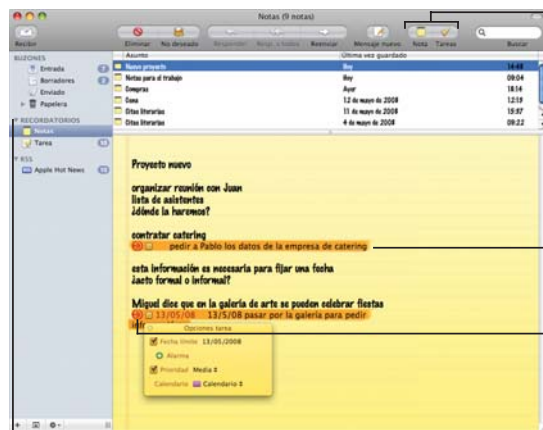 Notas (9 notas)
Recibir Eliminar No deseado Responder Resp. a todos Reenviar Mensaje nuevo Nota Tareas Buscar
BUZONES
Entrada
Borradores
Enviado
Papelera
RECORDATORIOS
Notas
Tarea
RSS
Apple Hot News
Asunto Última vez guardado
Nuevo proyecto Hoy 14:48
Notas para el trabajo Hoy 09:04
Compras Ayer 18:14
Cena 12 de mayo de 2008 12:19
Citas literarias 11 de mayo de 2008
Citas literarias 4 de mayo de 2008 09:22
Proyecto nuevo
organizar reunión con Juan
lista de asistentes
¿dónde la haremos?
contratar catering
pedir a Pablo los datos de la empresa de catering
esta información es necesaria para fijar una fecha
¿acto formal o informal?
Miguel dice que en la galería de arte se pueden celebrar fiestas
13/05/08 13/5/08 pasar por la galería para pedir
Opciones tarea
Fecha límite 13/05/2008
Alarma
Prioridad Media
Calendario Calendario